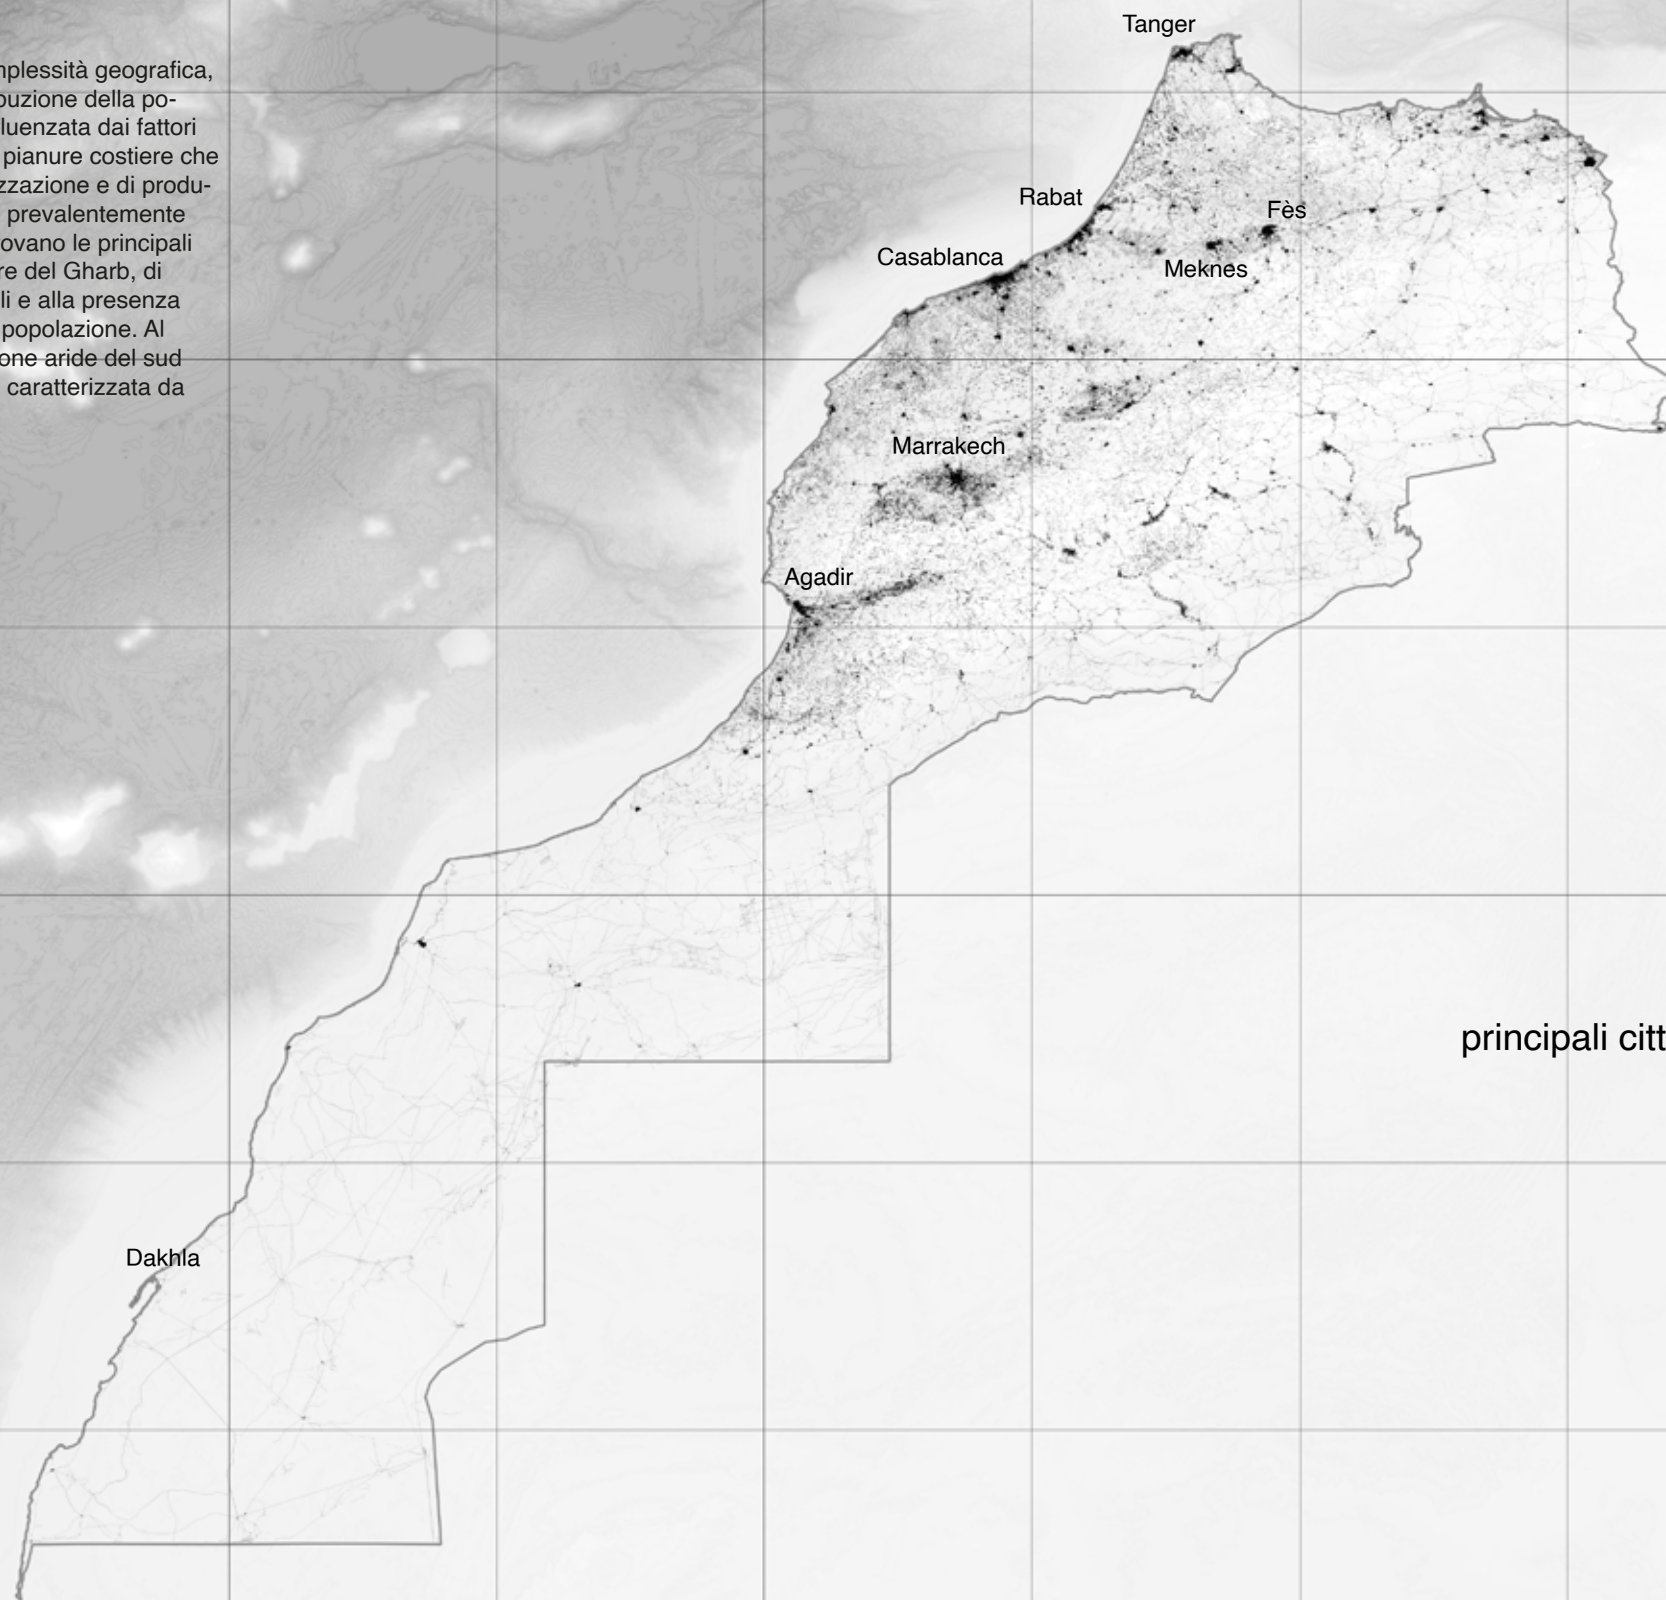 Tanger
nplessità geografica,
ouzione della po-
luenzata dai fattori
pianure costiere che
zzazione e di produ-
prevalentemente
ovano le principali
re del Gharb, di
li e alla presenza
popolazione. Al
one aride del sud
caratterizzata da
Rabat
Fès
Casablanca
Meknes
Marrakech
Agadir
principali citt
Dakhla